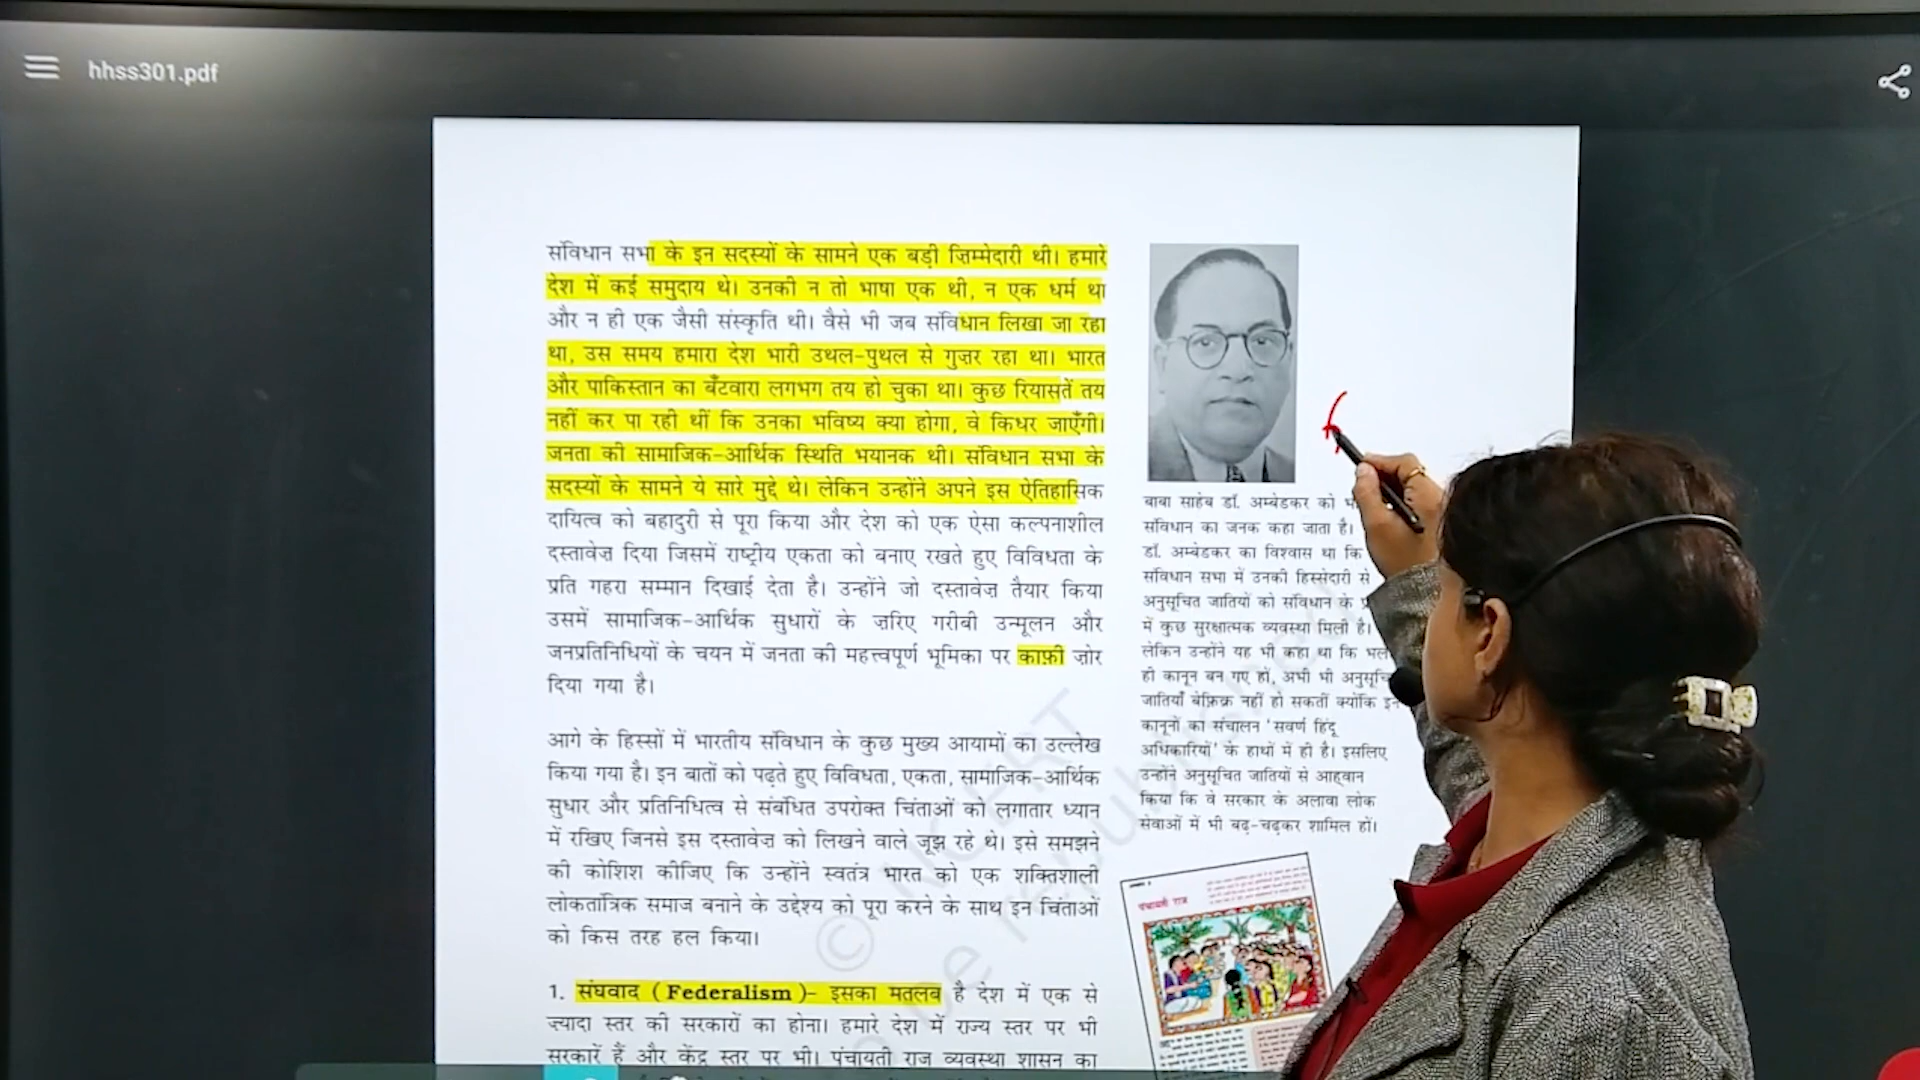 hhss301.pdf
संविधान सभा के इन सदस्यों के सामने एक बड़ी ज़िम्मेदारी थी। हमारे
देश में कई समुदाय थे। उनकी न तो भाषा एक थी, न एक धर्म था
और न ही एक जैसी संस्कृति थी। वैसे भी जब संविधान लिखा जा रहा
था, उस समय हमारा देश भारी उथल-पुथल से गुज़र रहा था। भारत
और पाकिस्तान का बँटवारा लगभग तय हो चुका था। कुछ रियासतें तय
नहीं कर पा रही थीं कि उनका भविष्य क्या होगा, वे किधर जाएँगी।
जनता की सामाजिक-आर्थिक स्थिति भयानक थी। संविधान सभा के
सदस्यों के सामने ये सारे मुद्दे थे। लेकिन उन्होंने अपने इस ऐतिहासिक
दायित्व को बहादुरी से पूरा किया और देश को एक ऐसा कल्पनाशील
दस्तावेज़ दिया जिसमें राष्ट्रीय एकता को बनाए रखते हुए विविधता के
प्रति गहरा सम्मान दिखाई देता है। उन्होंने जो दस्तावेज़ तैयार किया
उसमें सामाजिक-आर्थिक सुधारों के ज़रिए गरीबी उन्मूलन और
जनप्रतिनिधियों के चयन में जनता की महत्त्वपूर्ण भूमिका पर काफ़ी ज़ोर
दिया गया है।
आगे के हिस्सों में भारतीय संविधान के कुछ मुख्य आयामों का उल्लेख
किया गया है। इन बातों को पढ़ते हुए विविधता, एकता, सामाजिक-आर्थिक
सुधार और प्रतिनिधित्व से संबंधित उपरोक्त चिंताओं को लगातार ध्यान
में रखिए जिनसे इस दस्तावेज़ को लिखने वाले जूझ रहे थे। इसे समझने
की कोशिश कीजिए कि उन्होंने स्वतंत्र भारत को एक शक्तिशाली
लोकतांत्रिक समाज बनाने के उद्देश्य को पूरा करने के साथ इन चिंताओं
को किस तरह हल किया।
1. संघवाद (Federalism)- इसका मतलब है देश में एक से
ज़्यादा स्तर की सरकारों का होना। हमारे देश में राज्य स्तर पर भी
सरकारें हैं और केंद्र स्तर पर भी। पंचायती राज व्यवस्था शासन का
बाबा साहेब डॉ. अम्बेडकर को
संविधान का जनक कहा जाता है।
डॉ. अम्बेडकर का विश्वास था कि
संविधान सभा में उनकी हिस्सेदारी से
अनुसूचित जातियों को संविधान के
में कुछ सुरक्षात्मक व्यवस्था मिली है।
लेकिन उन्होंने यह भी कहा था कि
ही कानून बन गए हों, अभी भी
जातियाँ बेफ़िक्र नहीं हो सकतीं क्योंकि इन
कानूनों का संचालन ‘सवर्ण हिंदू
अधिकारियों’ के हाथों में ही है। इसलिए
उन्होंने अनुसूचित जातियों से आह्वान
किया कि वे सरकार के अलावा लोक
सेवाओं में भी बढ़-चढ़कर शामिल हों।
पंचायती राज
© NCERT
be republished